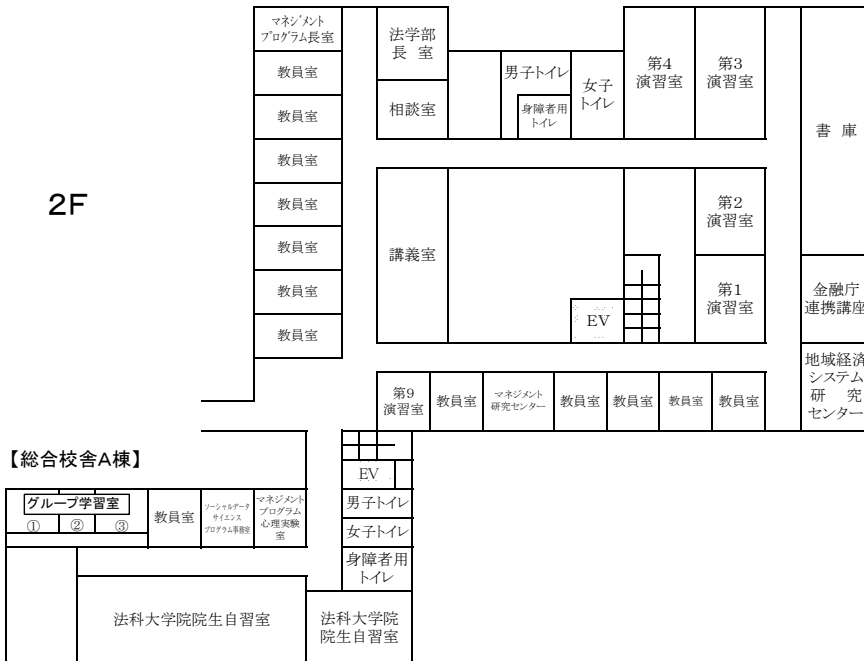 マネジメント
プログラム長室
法学部
長 室
第4
演習室
第3
演習室
教員室
男子トイレ
女子
トイレ
身障者用
トイレ
相談室
書 庫
教員室
教員室
2F
教員室
第2
演習室
教員室
講義室
教員室
第1
演習室
金融庁
連携講座
EV
教員室
地域経済
システム
研 究
センター
第9
演習室
教員室
マネジメント
研究センター
教員室
教員室
教員室
教員室
【総合校舎A棟】
EV
グループ学習室
① ② ③
教員室
ソーシャルデータ
サイエンス
プログラム事務室
マネジメント
プログラム
心理実験
室
男子トイレ
女子トイレ
身障者用
トイレ
法科大学院院生自習室
法科大学院
院生自習室